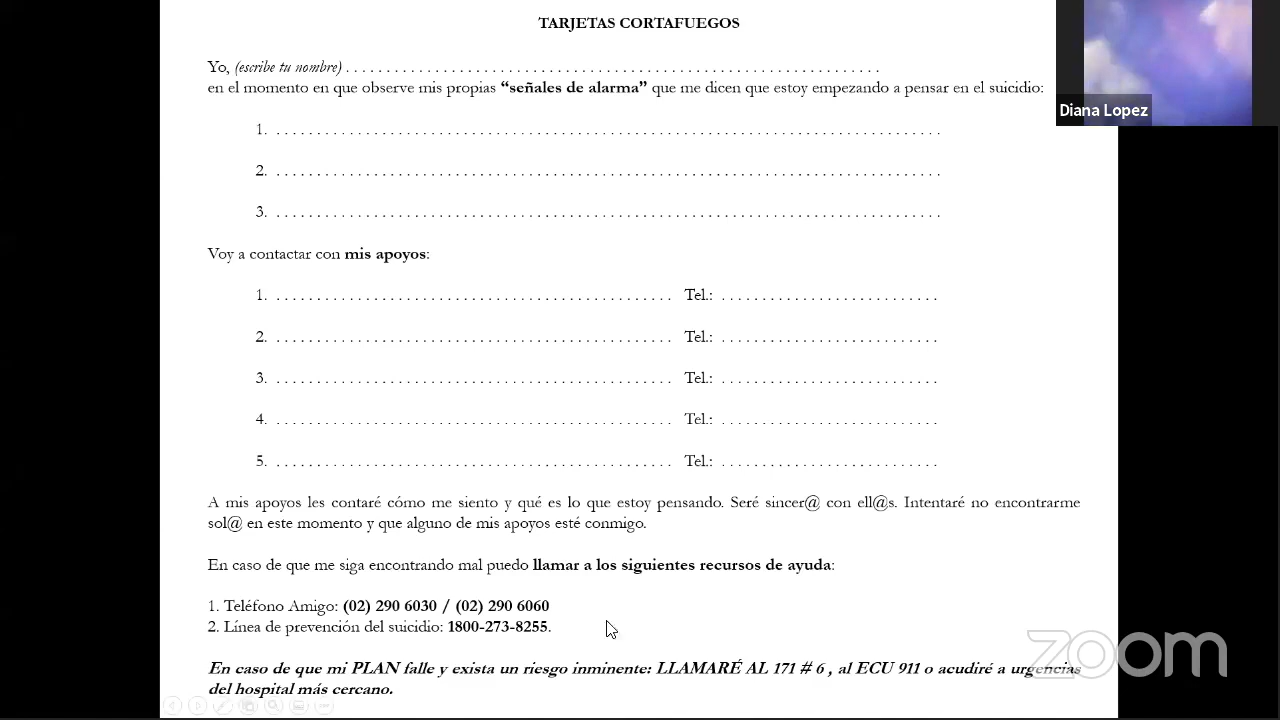 TARJETAS CORTAFUEGOS
Yo, (escribe tu nombre) . . . . . . . . . . . . . . . . . . . . . . . . . . . . . . . . . . . . . . . . . . . . . . . . . . . . . . . . . . . . . . . . . .
en el momento en que observe mis propias “señales de alarma” que me dicen que estoy empezando a pensar en el suicidio:
Diana Lopez
1. . . . . . . . . . . . . . . . . . . . . . . . . . . . . . . . . . . . . . . . . . . . . . . . . . . . . . . . . . . . . . . . . . . . . . . . . . . . . . . . . .
2. . . . . . . . . . . . . . . . . . . . . . . . . . . . . . . . . . . . . . . . . . . . . . . . . . . . . . . . . . . . . . . . . . . . . . . . . . . . . . . . . .
3. . . . . . . . . . . . . . . . . . . . . . . . . . . . . . . . . . . . . . . . . . . . . . . . . . . . . . . . . . . . . . . . . . . . . . . . . . . . . . . . . .
Voy a contactar con mis apoyos:
1. . . . . . . . . . . . . . . . . . . . . . . . . . . . . . . . . . . . . . . . . . . . . . . . . . Tel.: . . . . . . . . . . . . . . . . . . . . . . . . . . .
2. . . . . . . . . . . . . . . . . . . . . . . . . . . . . . . . . . . . . . . . . . . . . . . . . . Tel.: . . . . . . . . . . . . . . . . . . . . . . . . . . .
3. . . . . . . . . . . . . . . . . . . . . . . . . . . . . . . . . . . . . . . . . . . . . . . . . . Tel.: . . . . . . . . . . . . . . . . . . . . . . . . . . .
4. . . . . . . . . . . . . . . . . . . . . . . . . . . . . . . . . . . . . . . . . . . . . . . . . . Tel.: . . . . . . . . . . . . . . . . . . . . . . . . . . .
5. . . . . . . . . . . . . . . . . . . . . . . . . . . . . . . . . . . . . . . . . . . . . . . . . . Tel.: . . . . . . . . . . . . . . . . . . . . . . . . . . .
A mis apoyos les contaré cómo me siento y qué es lo que estoy pensando. Seré sincer@ con ell@s. Intentaré no encontrarme
sol@ en este momento y que alguno de mis apoyos esté conmigo.
En caso de que me siga encontrando mal puedo llamar a los siguientes recursos de ayuda:
1. Teléfono Amigo: (02) 290 6030 / (02) 290 6060
2. Línea de prevención del suicidio: 1800-273-8255.
En caso de que mi PLAN falle y exista un riesgo inminente: LLAMARÉ AL 171 # 6 , al ECU 911 o acudiré a urgencias
del hospital más cercano.
zoom